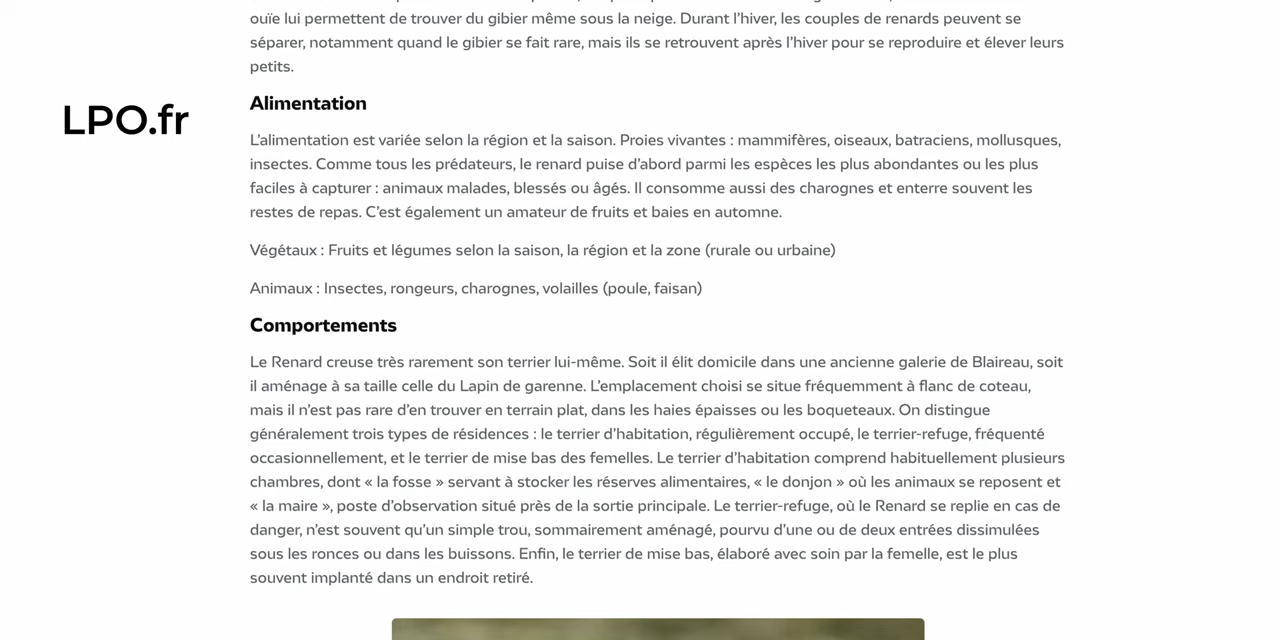 ouïe lui permettent de trouver du gibier même sous la neige. Durant l’hiver, les couples de renards peuvent se
séparer, notamment quand le gibier se fait rare, mais ils se retrouvent après l’hiver pour se reproduire et élever leurs
petits.
LPO.fr
Alimentation
L’alimentation est variée selon la région et la saison. Proies vivantes : mammifères, oiseaux, batraciens, mollusques,
insectes. Comme tous les prédateurs, le renard puise d’abord parmi les espèces les plus abondantes ou les plus
faciles à capturer : animaux malades, blessés ou âgés. Il consomme aussi des charognes et enterre souvent les
restes de repas. C’est également un amateur de fruits et baies en automne.
Végétaux : Fruits et légumes selon la saison, la région et la zone (rurale ou urbaine)
Animaux : Insectes, rongeurs, charognes, volailles (poule, faisan)
Comportements
Le Renard creuse très rarement son terrier lui-même. Soit il élit domicile dans une ancienne galerie de Blaireau, soit
il aménage à sa taille celle du Lapin de garenne. L’emplacement choisi se situe fréquemment à flanc de coteau,
mais il n’est pas rare d’en trouver en terrain plat, dans les haies épaisses ou les boqueteaux. On distingue
généralement trois types de résidences : le terrier d’habitation, régulièrement occupé, le terrier-refuge, fréquenté
occasionnellement, et le terrier de mise bas des femelles. Le terrier d’habitation comprend habituellement plusieurs
chambres, dont « la fosse » servant à stocker les réserves alimentaires, « le donjon » où les animaux se reposent et
« la maire », poste d’observation situé près de la sortie principale. Le terrier-refuge, où le Renard se replie en cas de
danger, n’est souvent qu’un simple trou, sommairement aménagé, pourvu d’une ou de deux entrées dissimulées
sous les ronces ou dans les buissons. Enfin, le terrier de mise bas, élaboré avec soin par la femelle, est le plus
souvent implanté dans un endroit retiré.